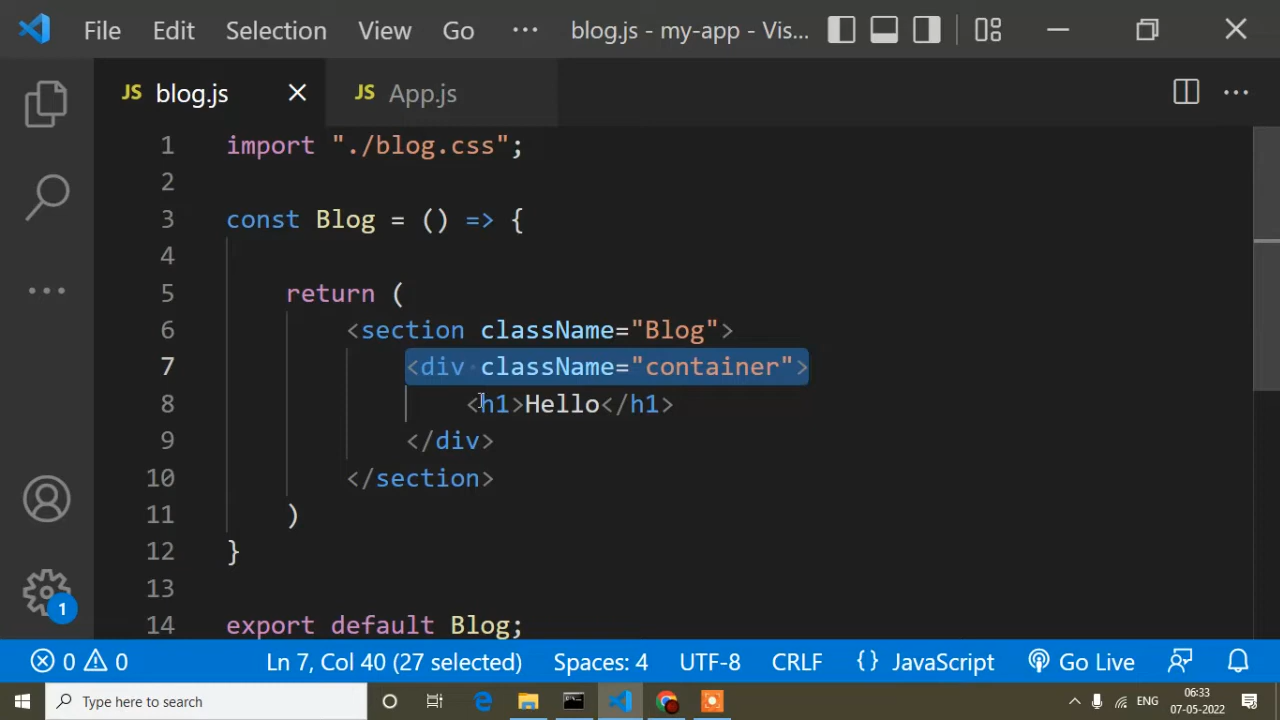 File Edit Selection View Go ··· blog.js - my-app - Vis...
JS blog.js JS App.js
1 import "./blog.css";
2
3 const Blog = () => {
4
5 return (
6 <section className="Blog">
7 <div className="container">
8 <h1>Hello</h1>
9 </div>
10 </section>
11 )
12 }
13
14 export default Blog;
1
0 0 Ln 7, Col 40 (27 selected) Spaces: 4 UTF-8 CRLF {} JavaScript Go Live
Type here to search ENG 06:33
07-05-2022